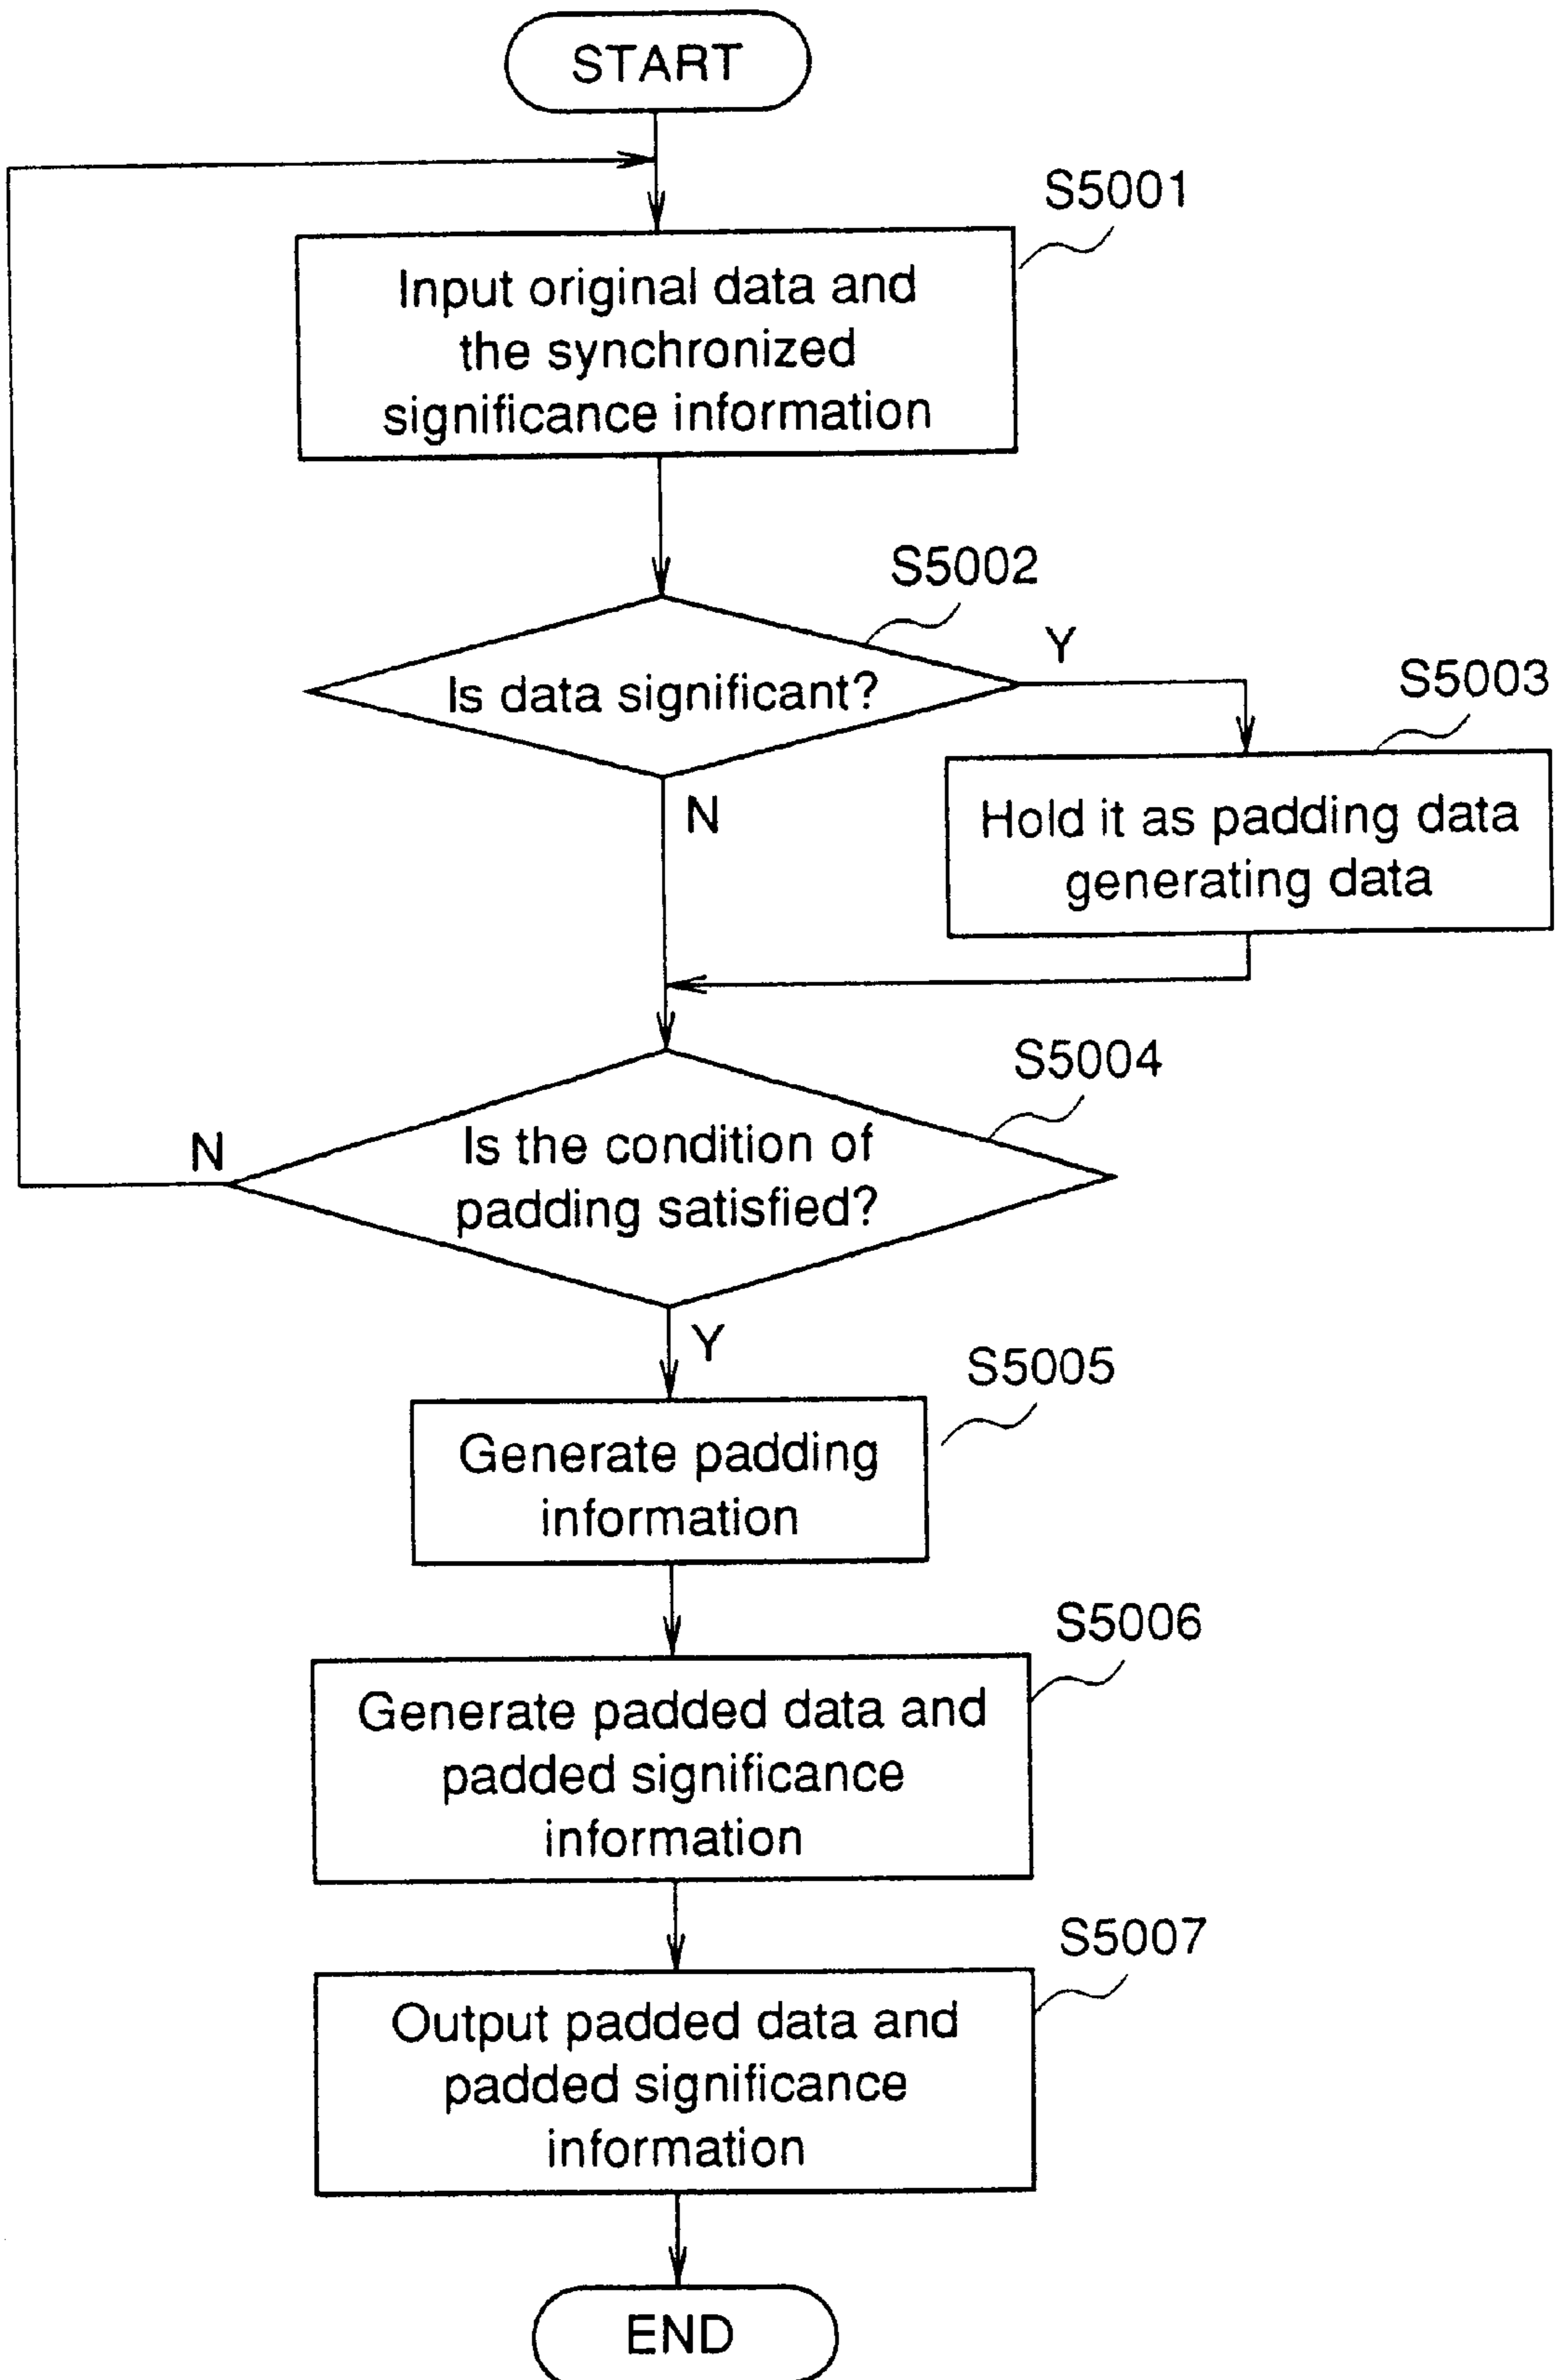 START
S5001
Input original data and
the synchronized
significance information
S5002
Y
Is data significant?
S5003
N
Hold it as padding data
generating data
S5004
N
Is the condition of
padding satisfied?
Y
S5005
Generate padding
information
S5006
Generate padded data and
padded significance
information
S5007
Output padded data and
padded significance
information
END